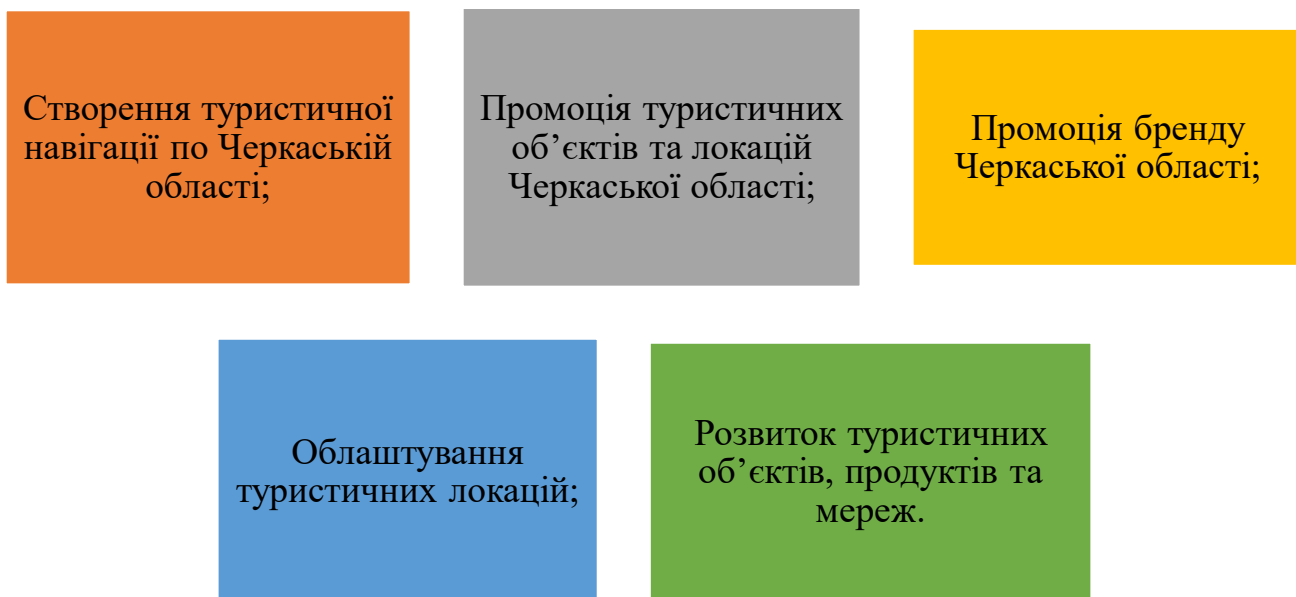 Створення туристичної
навігації по Черкаській
області;
Промоція туристичних
об’єктів та локацій
Черкаської області;
Промоція бренду
Черкаської області;
Облаштування
туристичних локацій;
Розвиток туристичних
об’єктів, продуктів та
мереж.